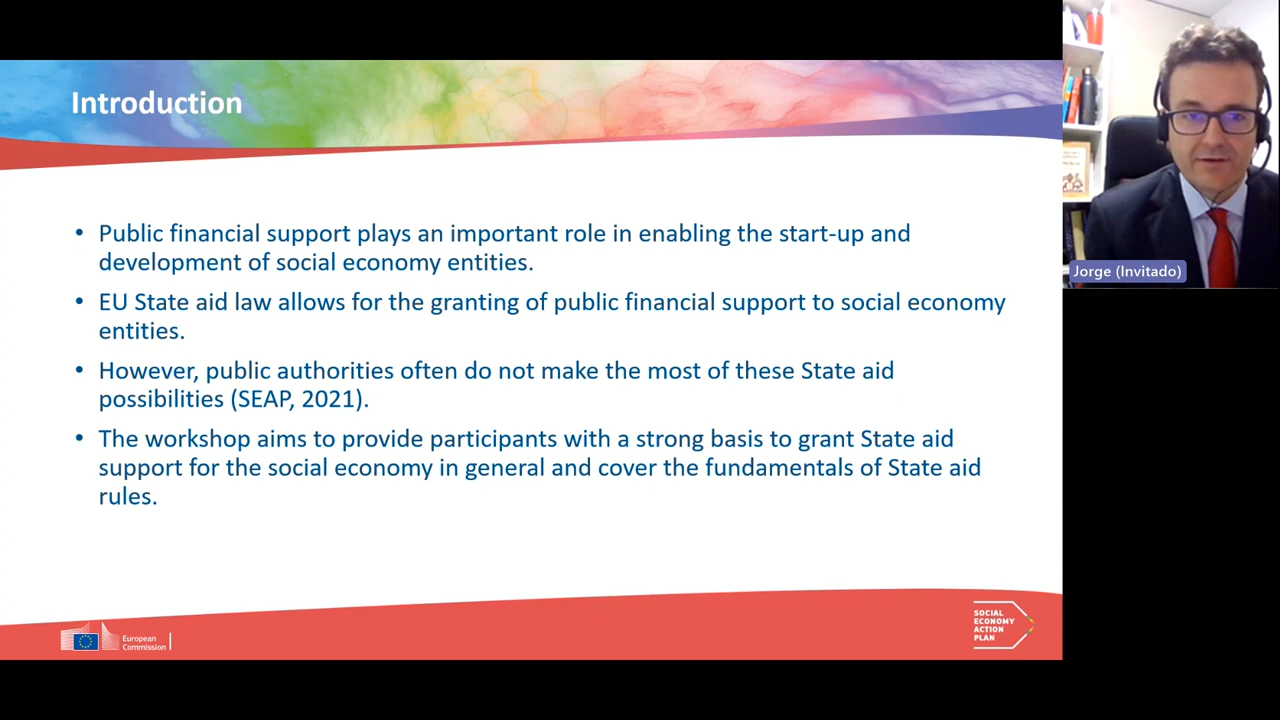 Introduction
• Public financial support plays an important role in enabling the start-up and
development of social economy entities.
• EU State aid law allows for the granting of public financial support to social economy
entities.
• However, public authorities often do not make the most of these State aid
possibilities (SEAP, 2021).
• The workshop aims to provide participants with a strong basis to grant State aid
support for the social economy in general and cover the fundamentals of State aid
rules.
European
Commission
SOCIAL
ECONOMY
ACTION
PLAN
Jorge (Invitado)